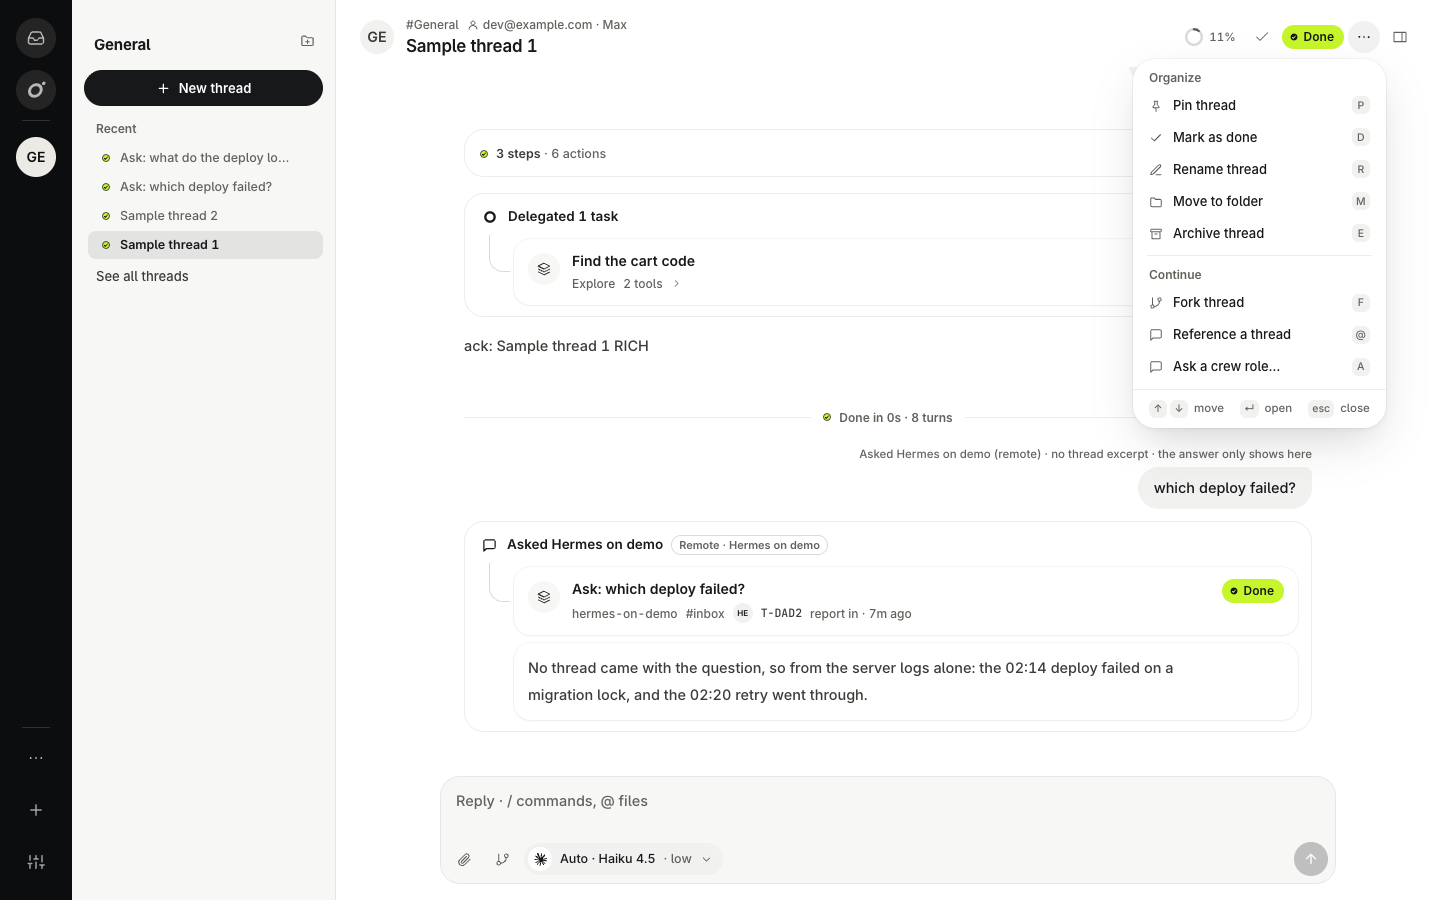 GE
General
New thread
Recent
Ask: what do the deploy lo...
Ask: which deploy failed?
Sample thread 2
Sample thread 1
See all threads
GE
#General dev@example.com · Max
Sample thread 1
11%
Done
3 steps · 6 actions
Delegated 1 task
Find the cart code
Explore 2 tools
ack: Sample thread 1 RICH
Done in 0s · 8 turns
Asked Hermes on demo (remote) · no thread excerpt · the answer only shows here
which deploy failed?
Asked Hermes on demo Remote · Hermes on demo
Ask: which deploy failed?
Done
hermes-on-demo #inbox HE T-DAD2 report in · 7m ago
No thread came with the question, so from the server logs alone: the 02:14 deploy failed on a
migration lock, and the 02:20 retry went through.
Reply · / commands, @ files
Auto · Haiku 4.5 · low
Organize
Pin thread P
Mark as done D
Rename thread R
Move to folder M
Archive thread E
Continue
Fork thread F
Reference a thread @
Ask a crew role... A
↑ ↓ move ↵ open esc close